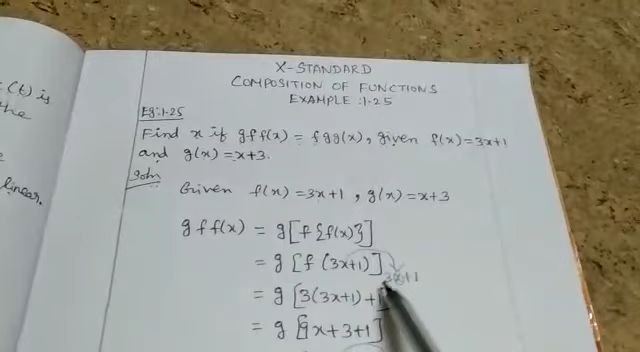 X-STANDARD
COMPOSITION OF FUNCTIONS
EXAMPLE :1.25
Eg:1.25
Find x if gff(x) = fgg(x), given f(x)=3x+1
and g(x)=x+3.
Soln
Given f(x)=3x+1, g(x)=x+3
gff(x) = g[f{f(x)}]
= g[f(3x+1)]
3x+1
= g[3(3x+1)+1]
= g[9x+3+1]
(t) is
the
linear.